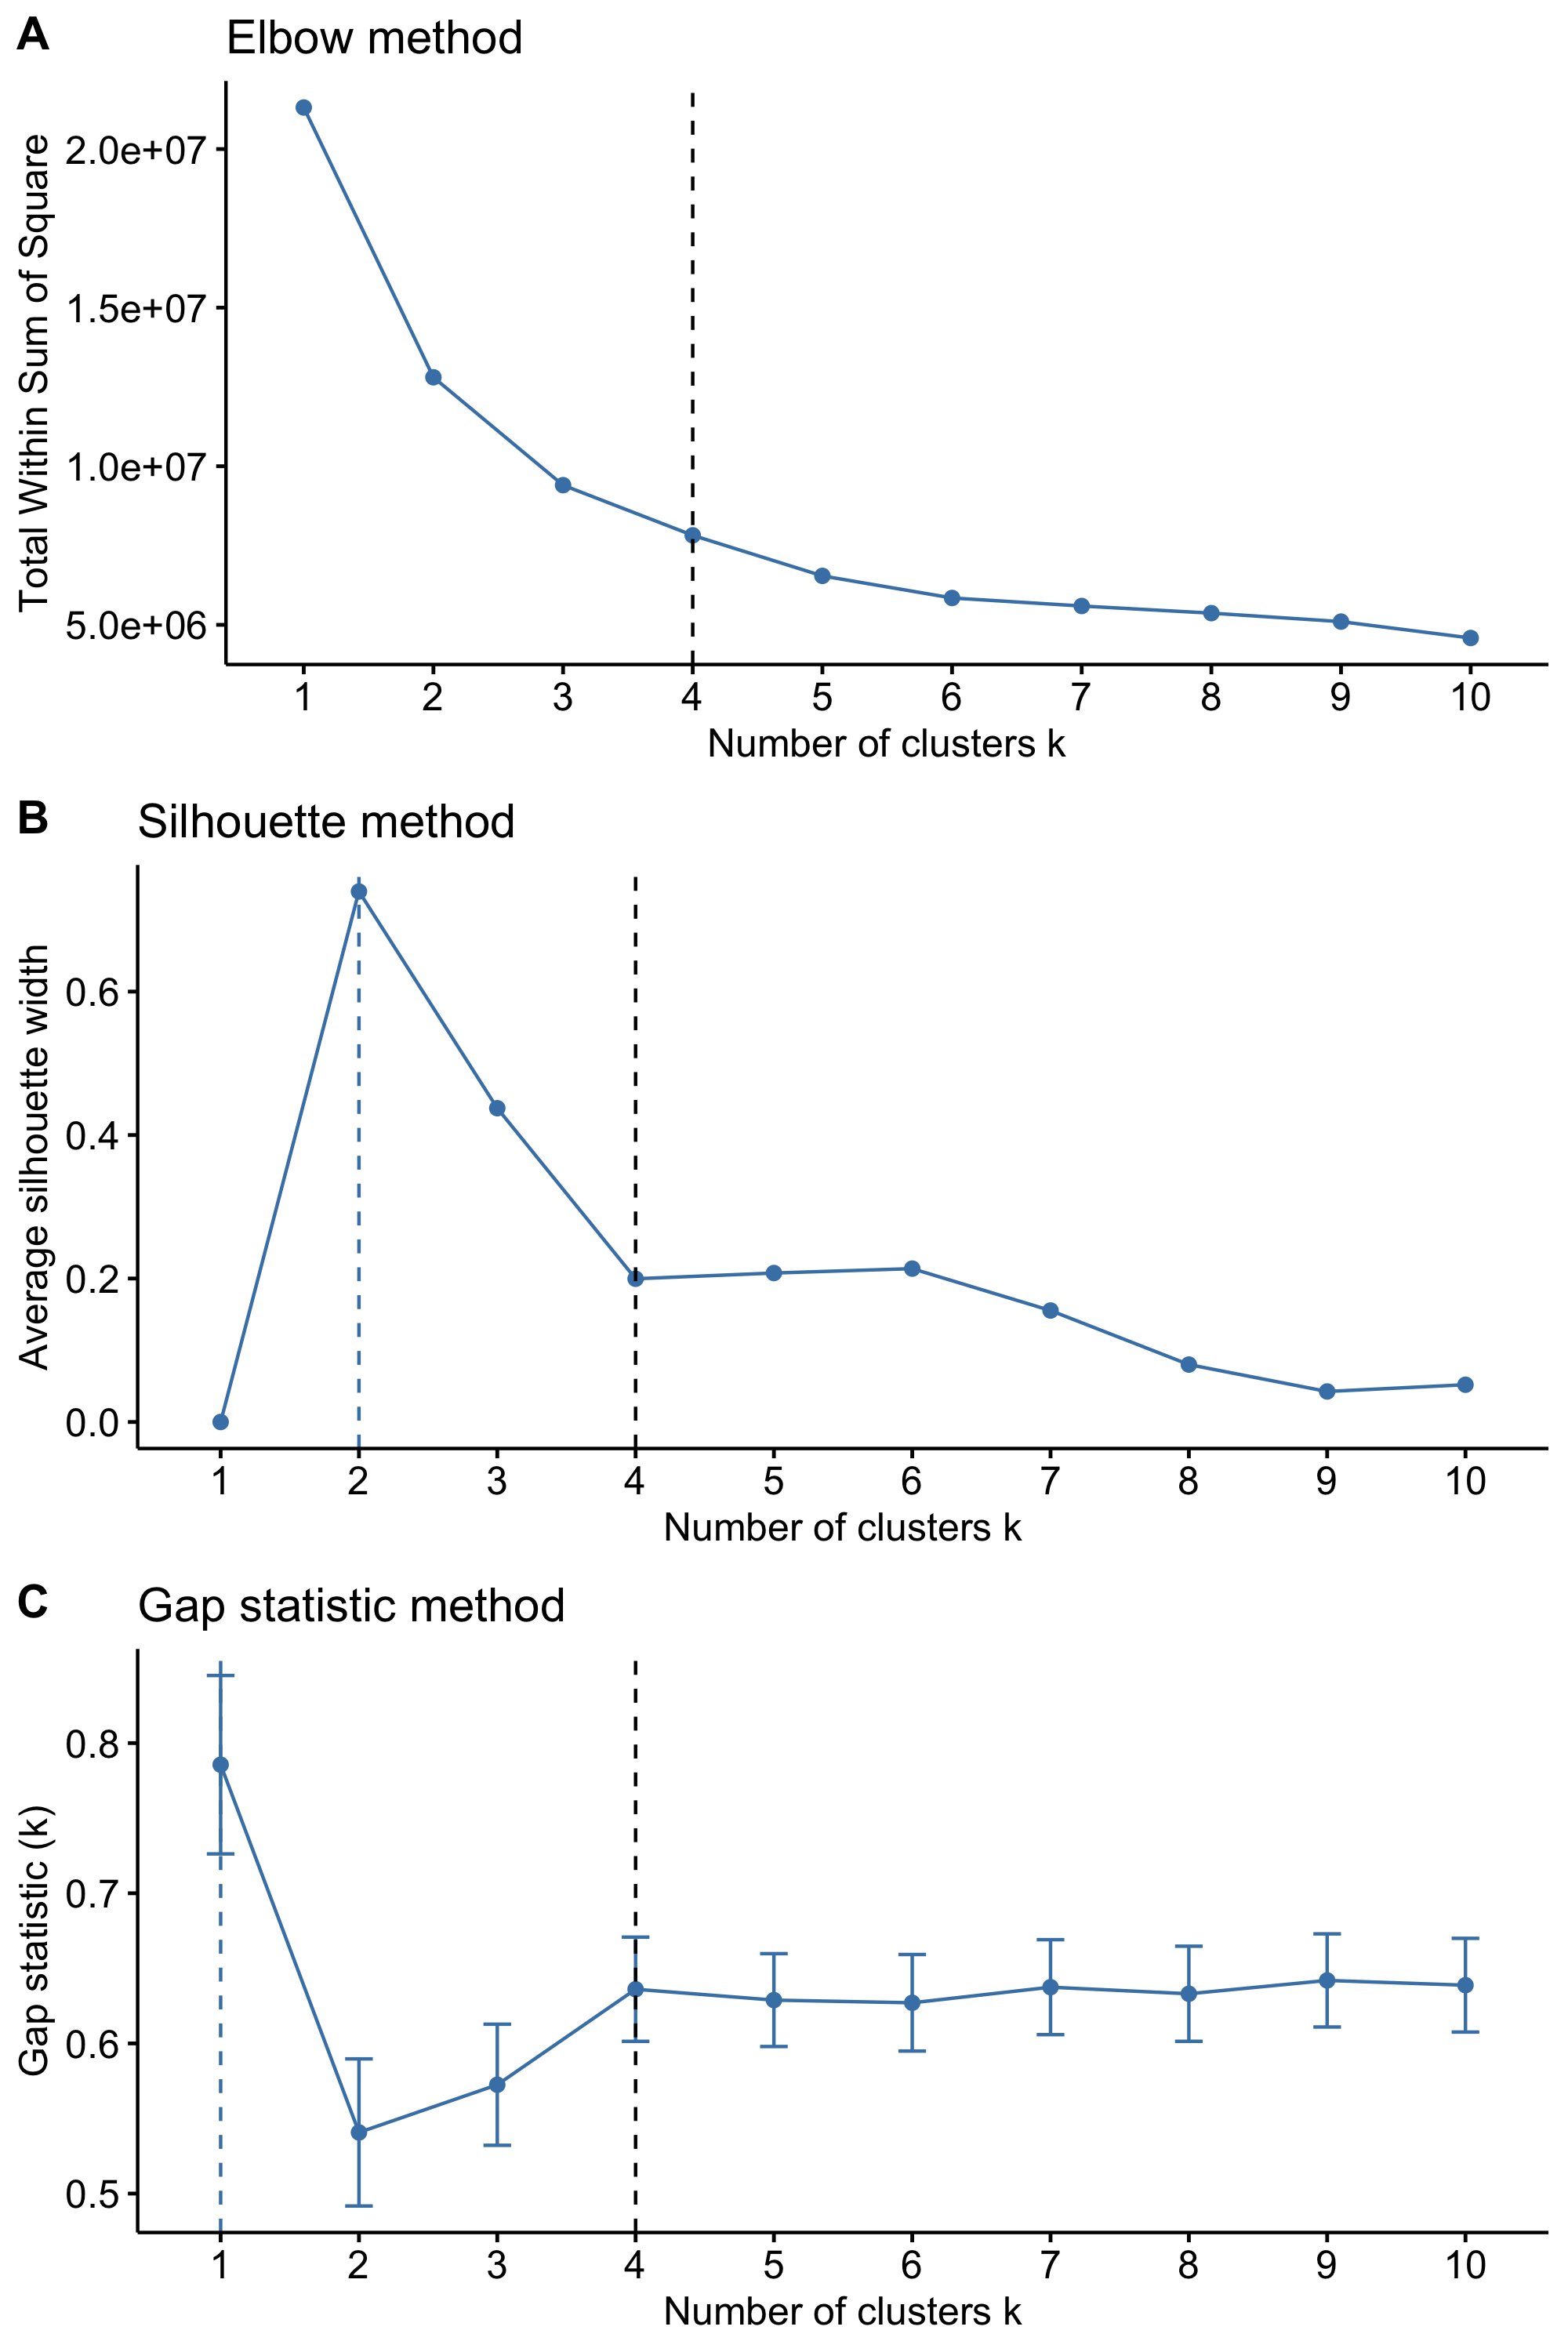 A
Elbow method
Total Within Sum of Square
2.0e+07
1.5e+07
1.0e+07
5.0e+06
1 2 3 4 5 6 7 8 9 10
Number of clusters k
B
Silhouette method
Average silhouette width
0.6
0.4
0.2
0.0
1 2 3 4 5 6 7 8 9 10
Number of clusters k
C
Gap statistic method
Gap statistic (k)
0.8
0.7
0.6
0.5
1 2 3 4 5 6 7 8 9 10
Number of clusters k